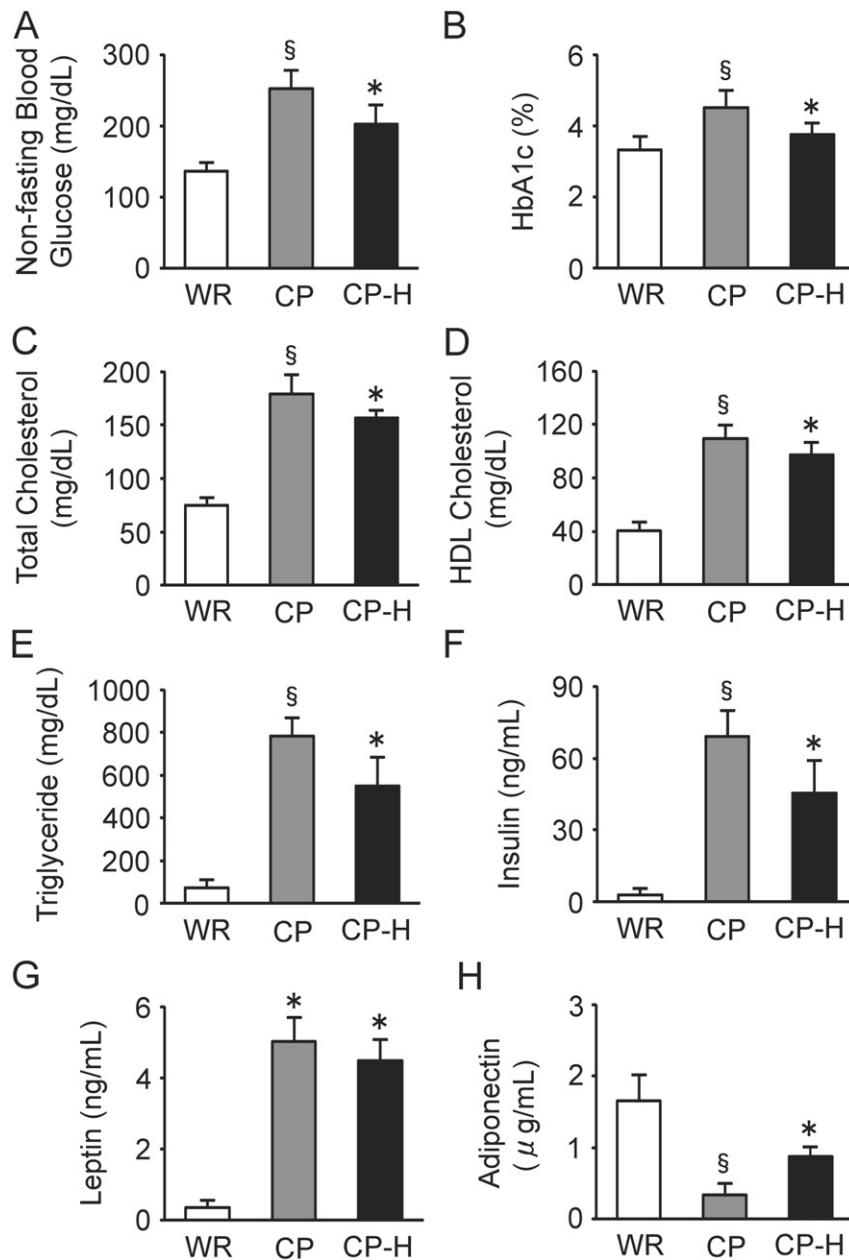 A
Non-fasting Blood
Glucose (mg/dL)
300
200
100
0
§
*
WR CP CP-H
B
HbA1c (%)
6
4
2
0
§
*
WR CP CP-H
C
Total Cholesterol
(mg/dL)
200
150
100
50
0
§
*
WR CP CP-H
D
HDL Cholesterol
(mg/dL)
160
120
80
40
0
§
*
WR CP CP-H
E
Triglyceride (mg/dL)
1000
800
600
400
200
0
§
*
WR CP CP-H
F
Insulin (ng/mL)
90
60
30
0
§
*
WR CP CP-H
G
Leptin (ng/mL)
6
4
2
0
*
*
WR CP CP-H
H
Adiponectin
(μg/mL)
3
2
1
0
§
*
WR CP CP-H